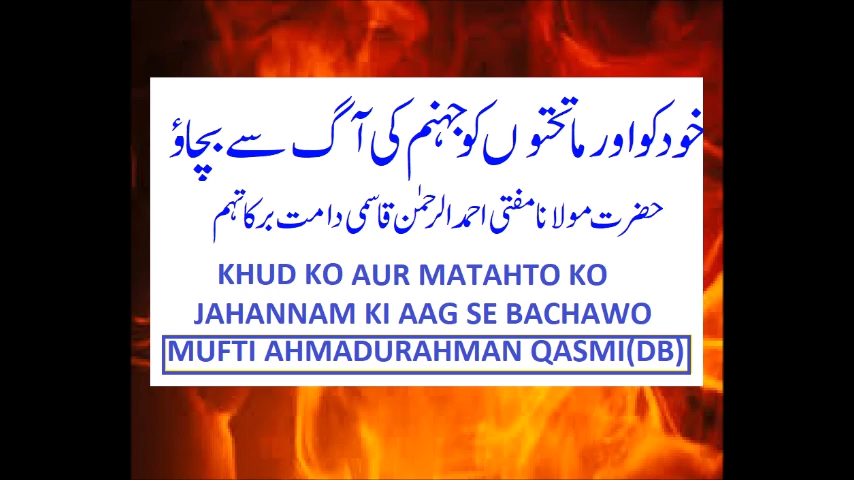 خود کو اور ماتحتوں کو جہنم کی آگ سے بچاؤ
حضرت مولانا مفتی احمد الرحمٰن قاسمی دامت برکاتہم
KHUD KO AUR MATAHTO KO
JAHANNAM KI AAG SE BACHAWO
MUFTI AHMADURAHMAN QASMI(DB)